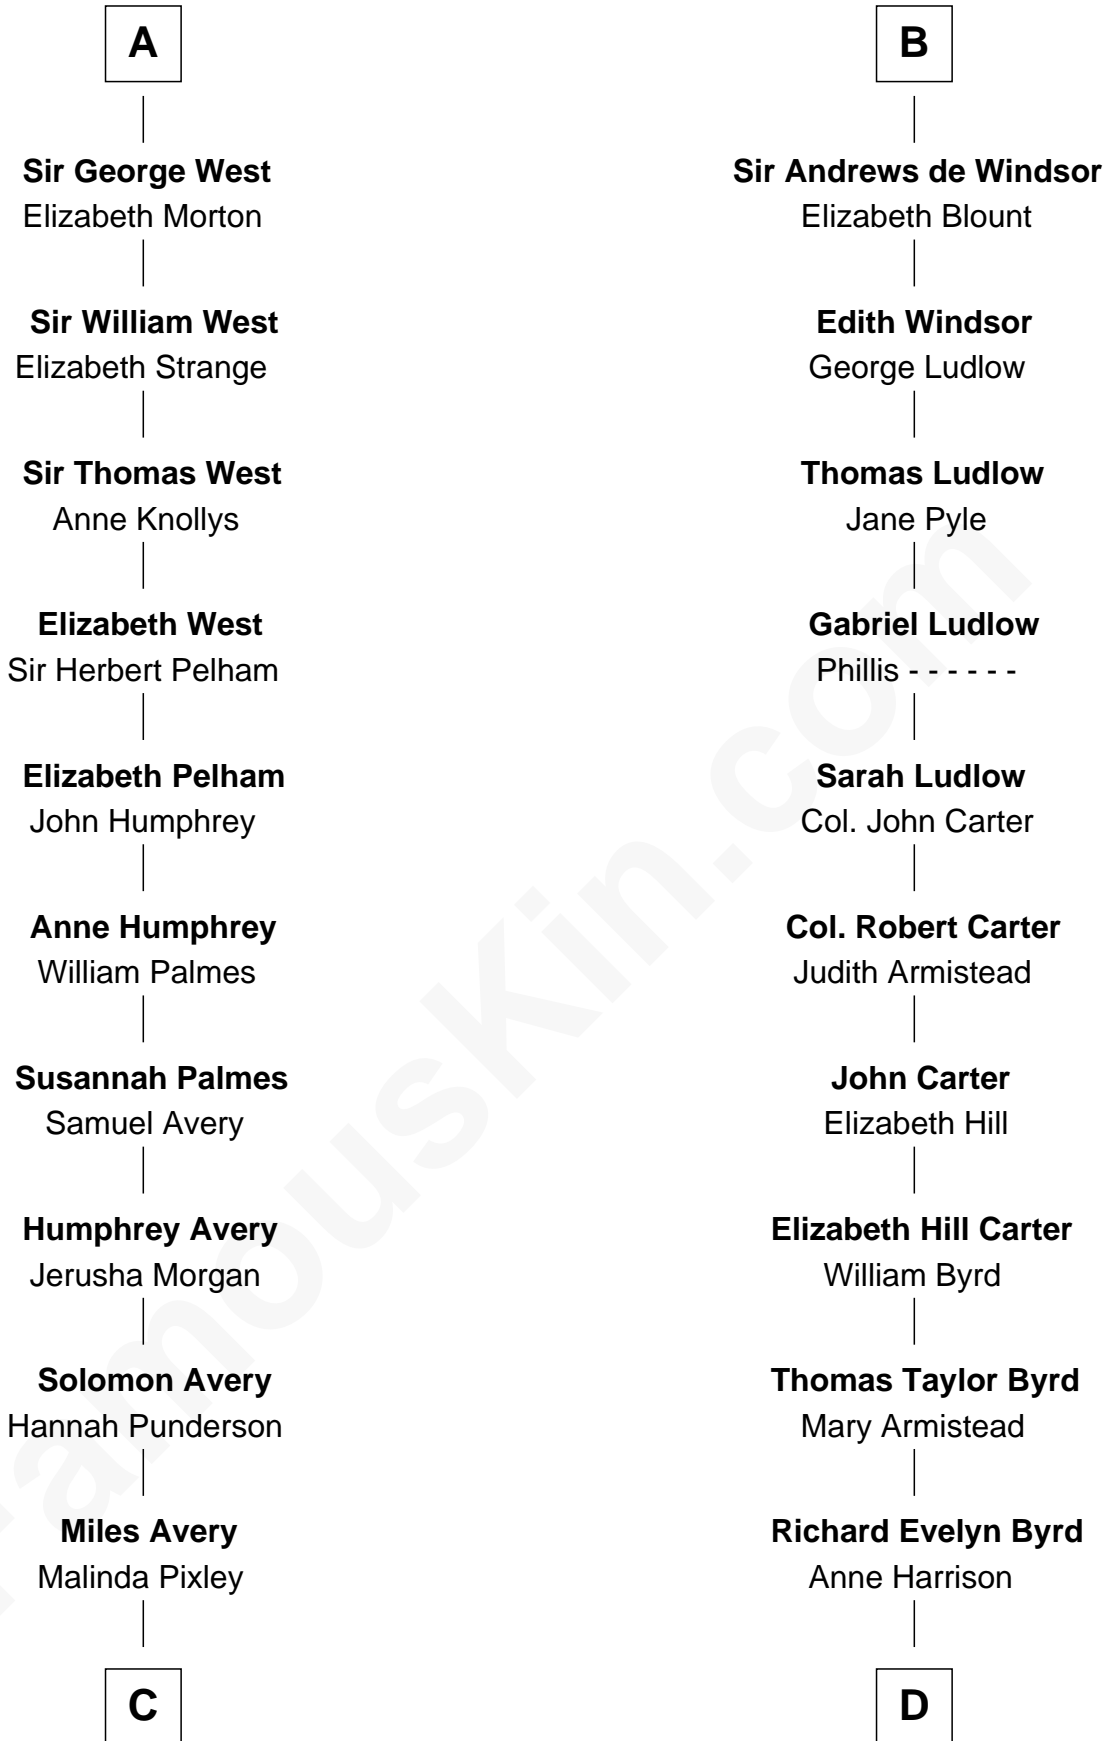 A
Sir George West
Elizabeth Morton
Sir William West
Elizabeth Strange
Sir Thomas West
Anne Knollys
Elizabeth West
Sir Herbert Pelham
Elizabeth Pelham
John Humphrey
Anne Humphrey
William Palmes
Susannah Palmes
Samuel Avery
Humphrey Avery
Jerusha Morgan
Solomon Avery
Hannah Punderson
Miles Avery
Malinda Pixley
C
B
Sir Andrews de Windsor
Elizabeth Blount
Edith Windsor
George Ludlow
Thomas Ludlow
Jane Pyle
Gabriel Ludlow
Phillis - - - - - -
Sarah Ludlow
Col. John Carter
Col. Robert Carter
Judith Armistead
John Carter
Elizabeth Hill
Elizabeth Hill Carter
William Byrd
Thomas Taylor Byrd
Mary Armistead
Richard Evelyn Byrd
Anne Harrison
D
FamousKin.com